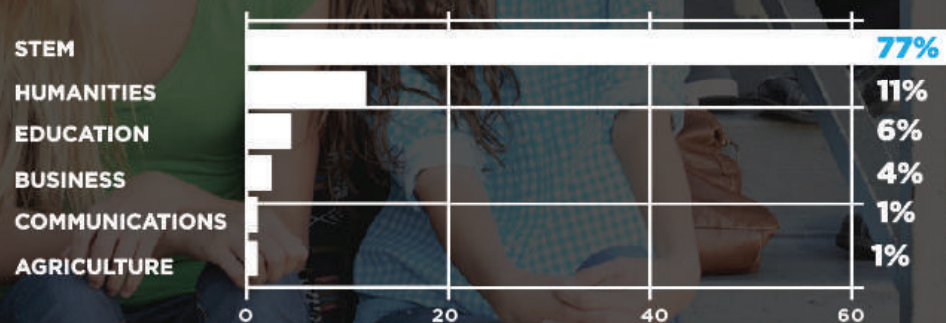 STEM 77%
HUMANITIES 11%
EDUCATION 6%
BUSINESS 4%
COMMUNICATIONS 1%
AGRICULTURE 1%
0 20 40 60